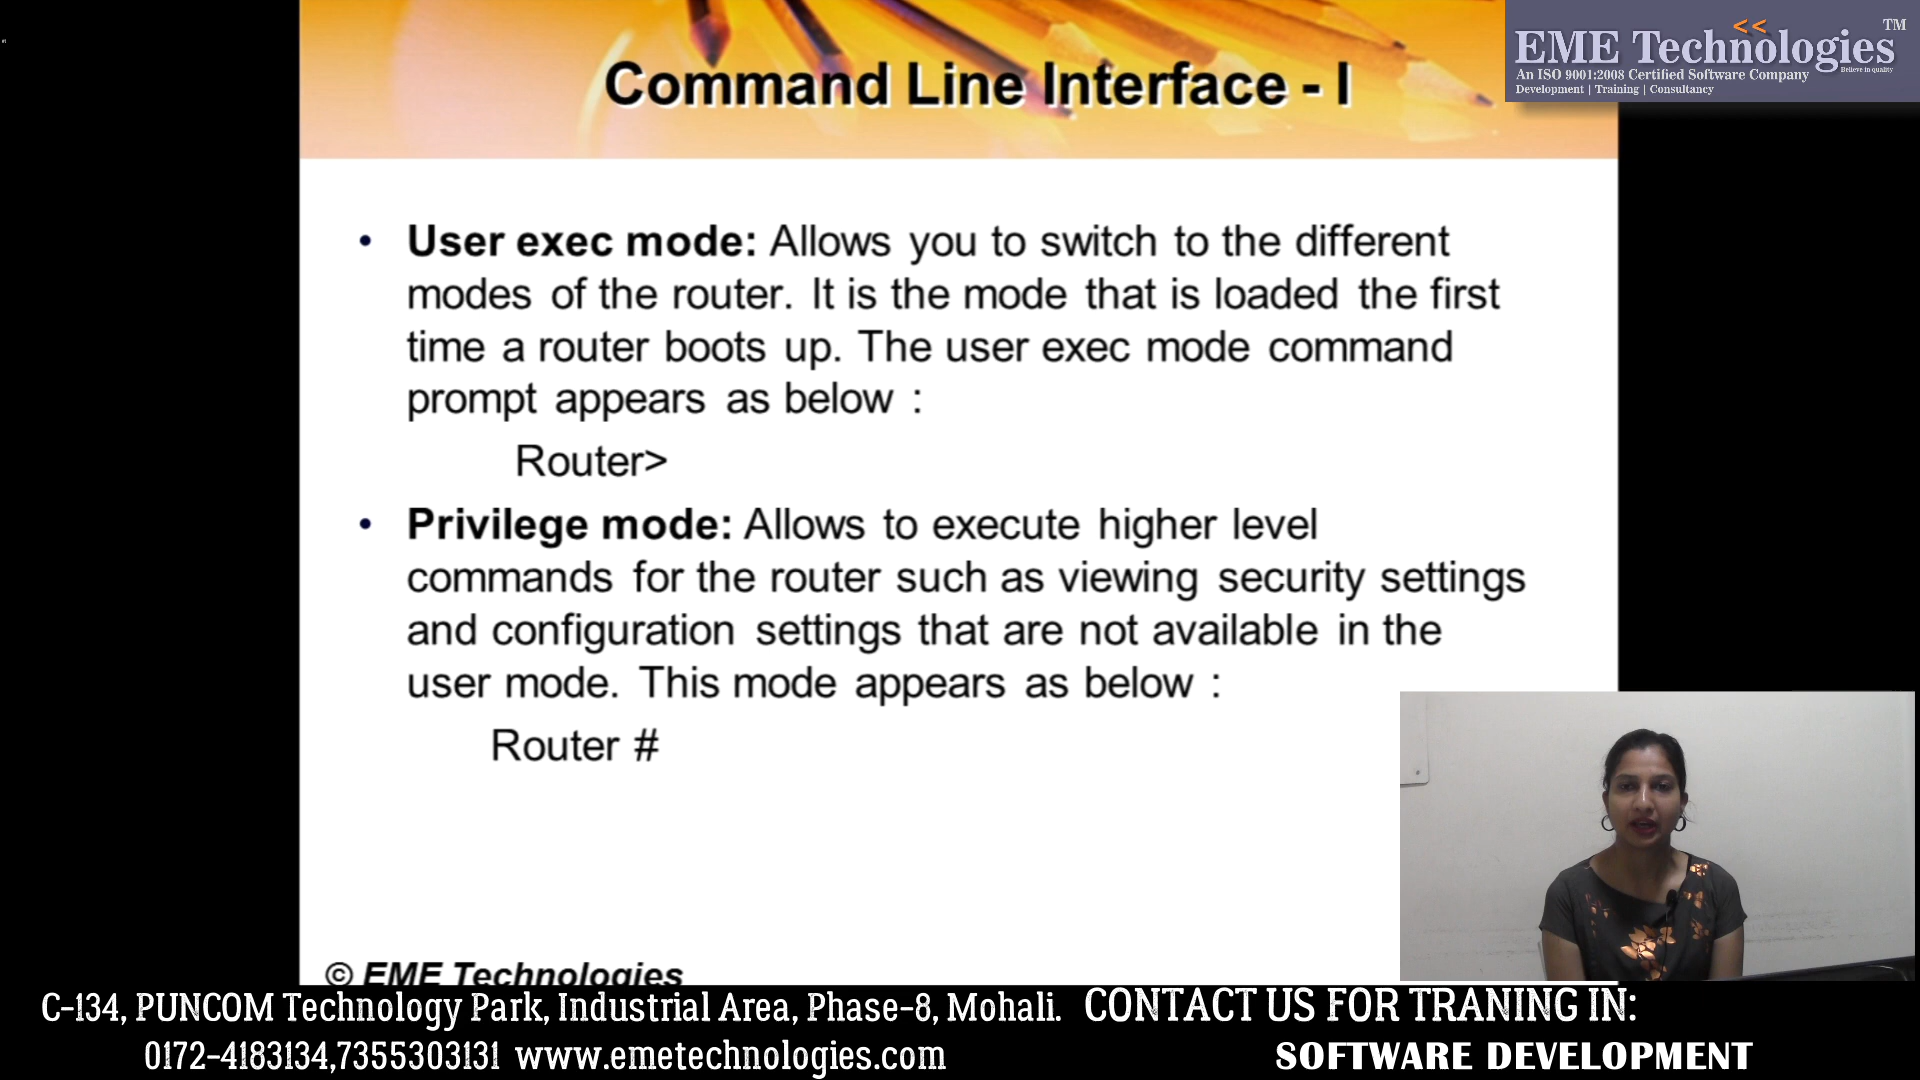 Command Line Interface - I
<< TM
EME Technologies
Believe in quality
An ISO 9001:2008 Certified Software Company
Development | Training | Consultancy
• User exec mode: Allows you to switch to the different
modes of the router. It is the mode that is loaded the first
time a router boots up. The user exec mode command
prompt appears as below :
Router>
• Privilege mode: Allows to execute higher level
commands for the router such as viewing security settings
and configuration settings that are not available in the
user mode. This mode appears as below :
Router #
© EME Technologies
C-134, PUNCOM Technology Park, Industrial Area, Phase-8, Mohali. CONTACT US FOR TRANING IN:
0172-4183134,7355303131 www.emetechnologies.com SOFTWARE DEVELOPMENT